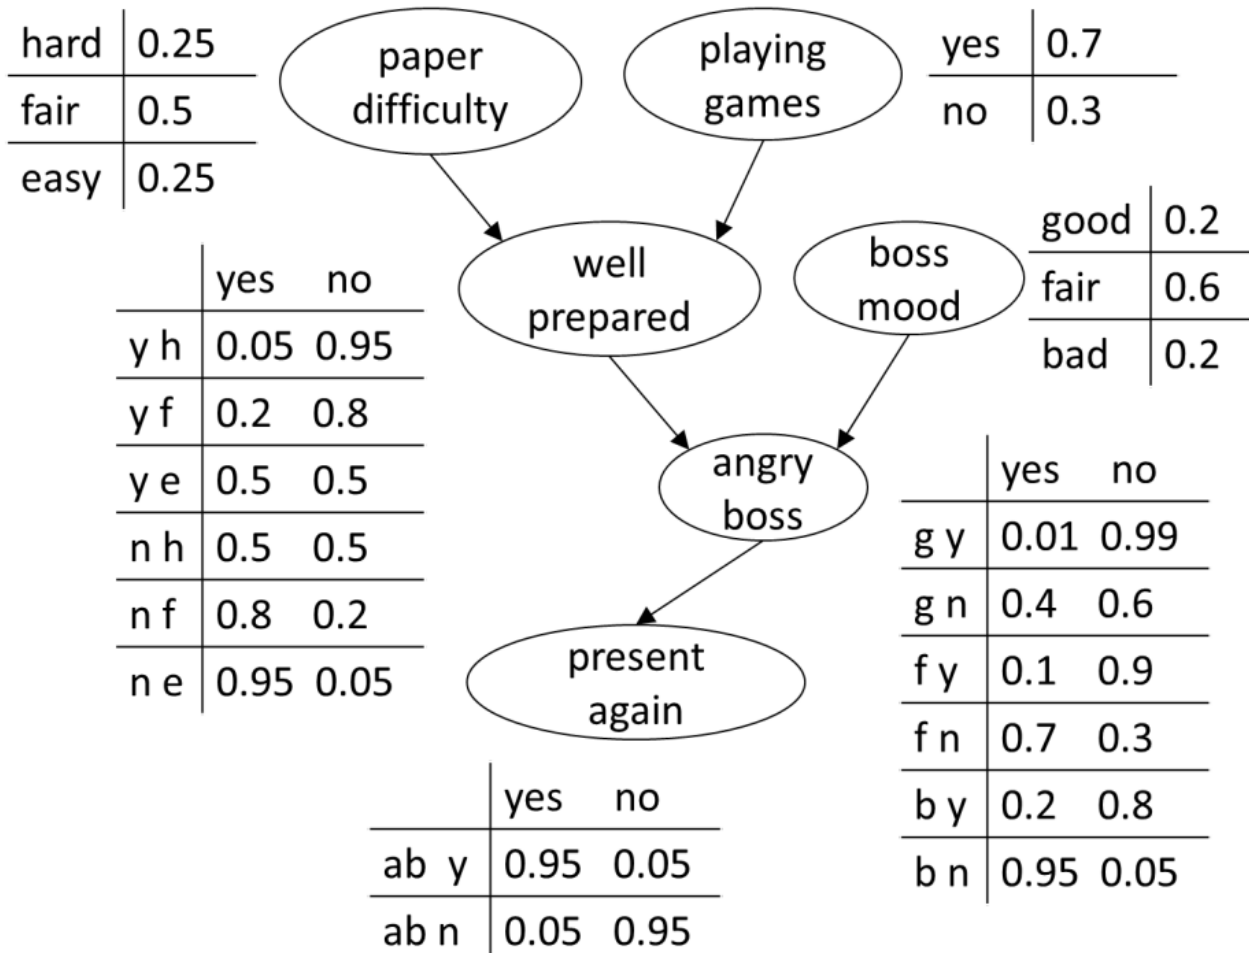 hard 0.25
fair 0.5
easy 0.25
paper
difficulty
playing
games
yes 0.7
no 0.3
well
prepared
boss
mood
good 0.2
fair 0.6
bad 0.2
yes no
y h 0.05 0.95
y f 0.2 0.8
y e 0.5 0.5
n h 0.5 0.5
n f 0.8 0.2
n e 0.95 0.05
angry
boss
yes no
g y 0.01 0.99
g n 0.4 0.6
f y 0.1 0.9
f n 0.7 0.3
b y 0.2 0.8
b n 0.95 0.05
present
again
yes no
ab y 0.95 0.05
ab n 0.05 0.95